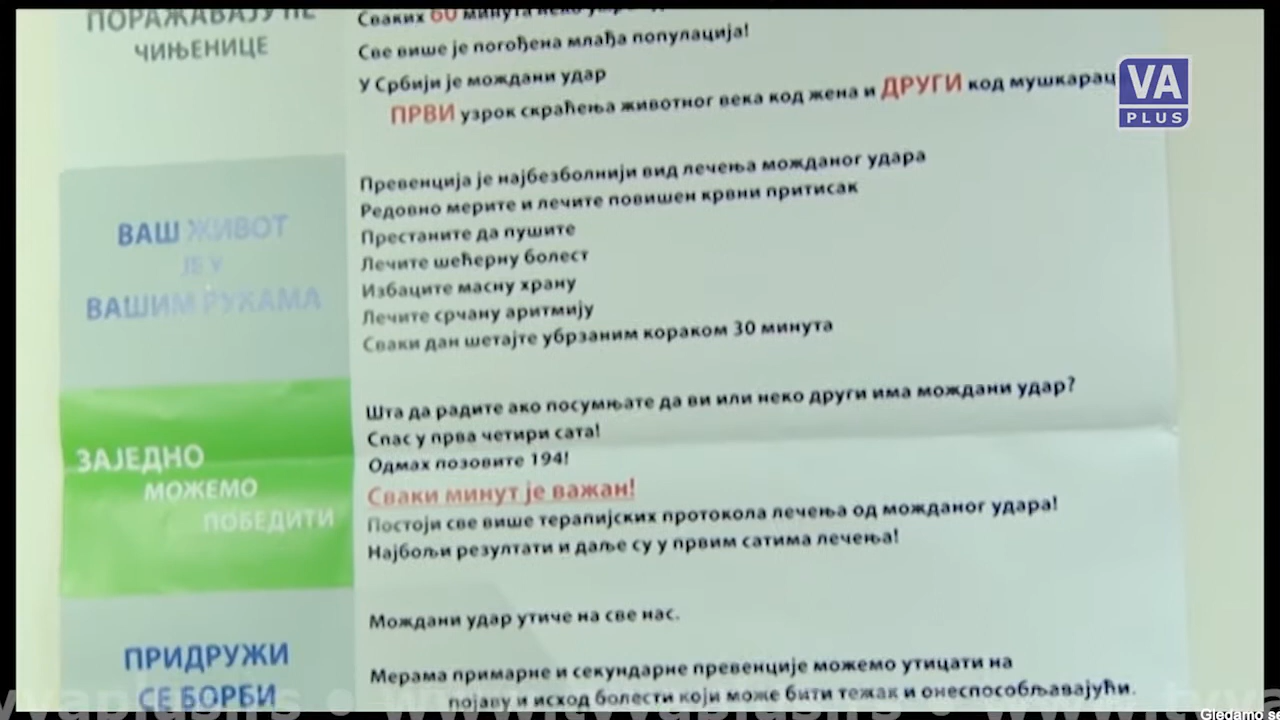 ПОРАЖАВАЈУЋЕ
ЧИЊЕНИЦЕ
Сваких 60 минута неко
Све више је погођена млађа популација!
У Србији је мождани удар
ПРВИ узрок скраћења животног века код жена и ДРУГИ код мушкарац
VA
PLUS
ВАШ ЖИВОТ
ЈЕ У
ВАШИМ РУКАМА
Превенција је најбезболнији вид лечења можданог удара
Редовно мерите и лечите повишен крвни притисак
Престаните да пушите
Лечите шећерну болест
Избаците масну храну
Лечите срчану аритмију
Сваки дан шетајте убрзаним кораком 30 минута
ЗАЈЕДНО
МОЖЕМО
ПОБЕДИТИ
Шта да радите ако посумњате да ви или неко други има мождани удар?
Спас у прва четири сата!
Одмах позовите 194!
Сваки минут је важан!
Постоји све више терапијских протокола лечења од можданог удара!
Најбољи резултати и даље су у првим сатима лечења!
ПРИДРУЖИ
СЕ БОРБИ
Мождани удар утиче на све нас.
Мерама примарне и секундарне превенције можемо утицати на
појаву и исход болести који може бити тежак и онеспособљавајући.
Gledamo